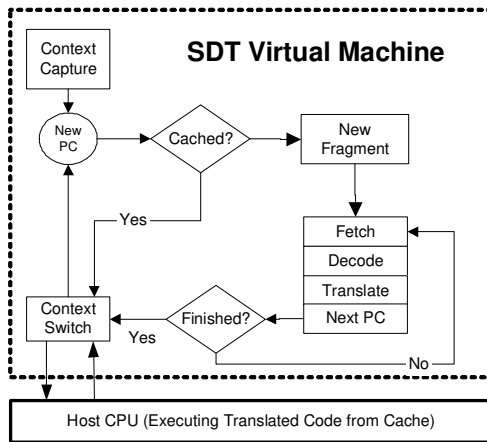 SDT Virtual Machine
Context
Capture
New
PC
Cached?
New
Fragment
Yes
Fetch
Decode
Translate
Next PC
Context
Switch
Finished?
Yes
No
Host CPU (Executing Translated Code from Cache)